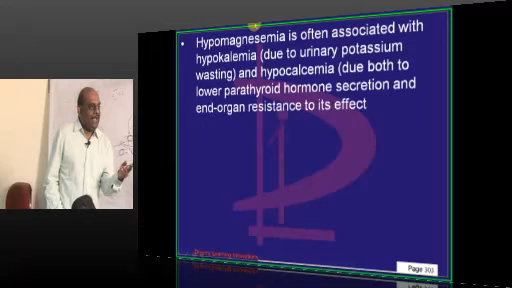 • Hypomagnesemia is often associated with
hypokalemia (due to urinary potassium
wasting) and hypocalcemia (due both to
lower parathyroid hormone secretion and
end-organ resistance to its effect
Page 303